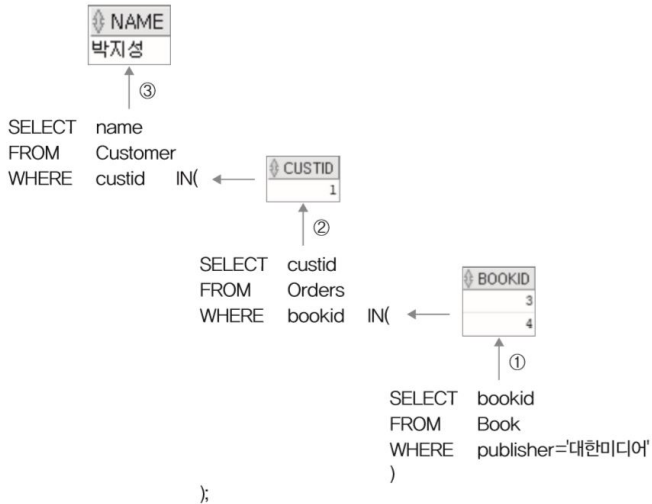 NAME
박지성
③
SELECT name
FROM Customer
WHERE custid IN(
CUSTID
1
②
SELECT custid
FROM Orders
WHERE bookid IN(
BOOKID
3
4
①
SELECT bookid
FROM Book
WHERE publisher='대한미디어'
)
);